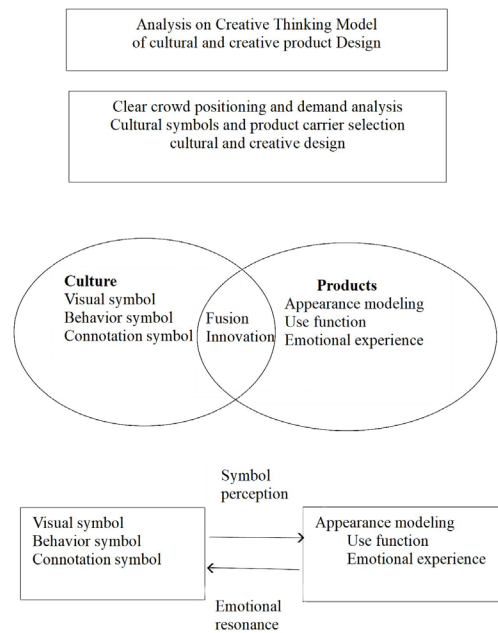 Analysis on Creative Thinking Model
of cultural and creative product Design
Clear crowd positioning and demand analysis
Cultural symbols and product carrier selection
cultural and creative design
Culture
Visual symbol
Behavior symbol
Connotation symbol
Fusion
Innovation
Products
Appearance modeling
Use function
Emotional experience
Symbol
perception
Visual symbol
Behavior symbol
Connotation symbol
Appearance modeling
Use function
Emotional experience
Emotional
resonance